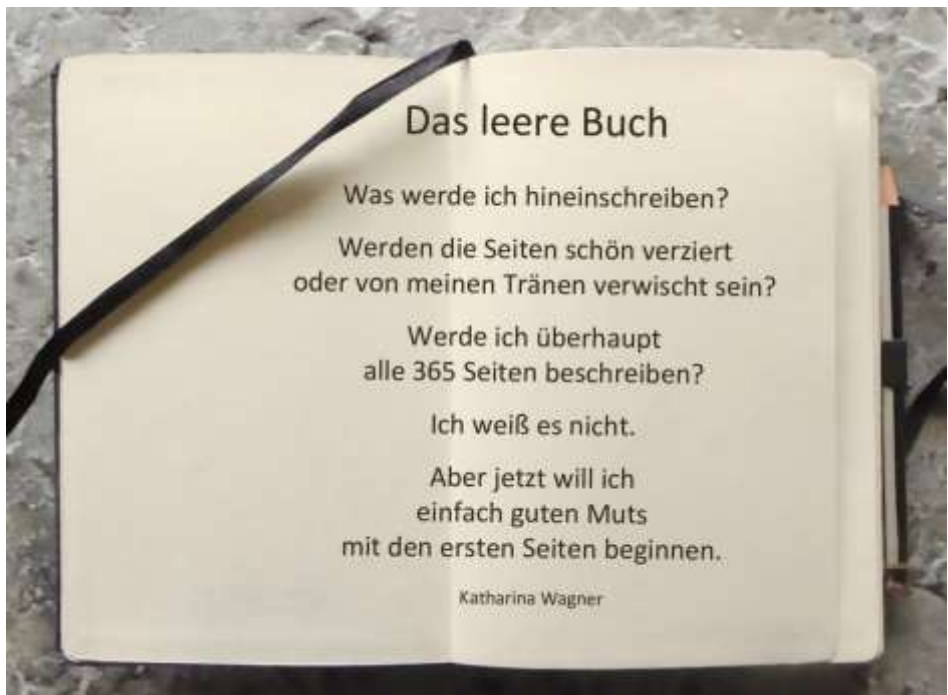 Das leere Buch
Was werde ich hineinschreiben?
Werden die Seiten schön verziert
oder von meinen Tränen verwischt sein?
Werde ich überhaupt
alle 365 Seiten beschreiben?
Ich weiß es nicht.
Aber jetzt will ich
einfach guten Muts
mit den ersten Seiten beginnen.
Katharina Wagner